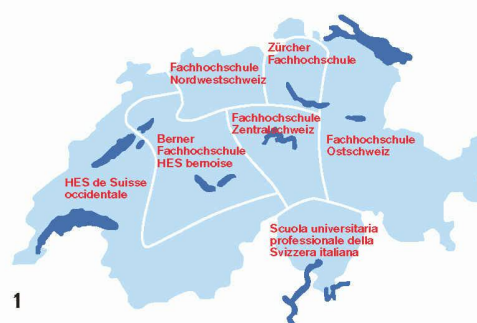 Zürcher
Fachhochschule
Fachhochschule
Nordwestschweiz
Fachhochschule
Zentralschweiz
Berner
Fachhochschule
HES bernoise
Fachhochschule
Ostschweiz
HES de Suisse
occidentale
Scuola universitaria
professionale della
Svizzera italiana
1